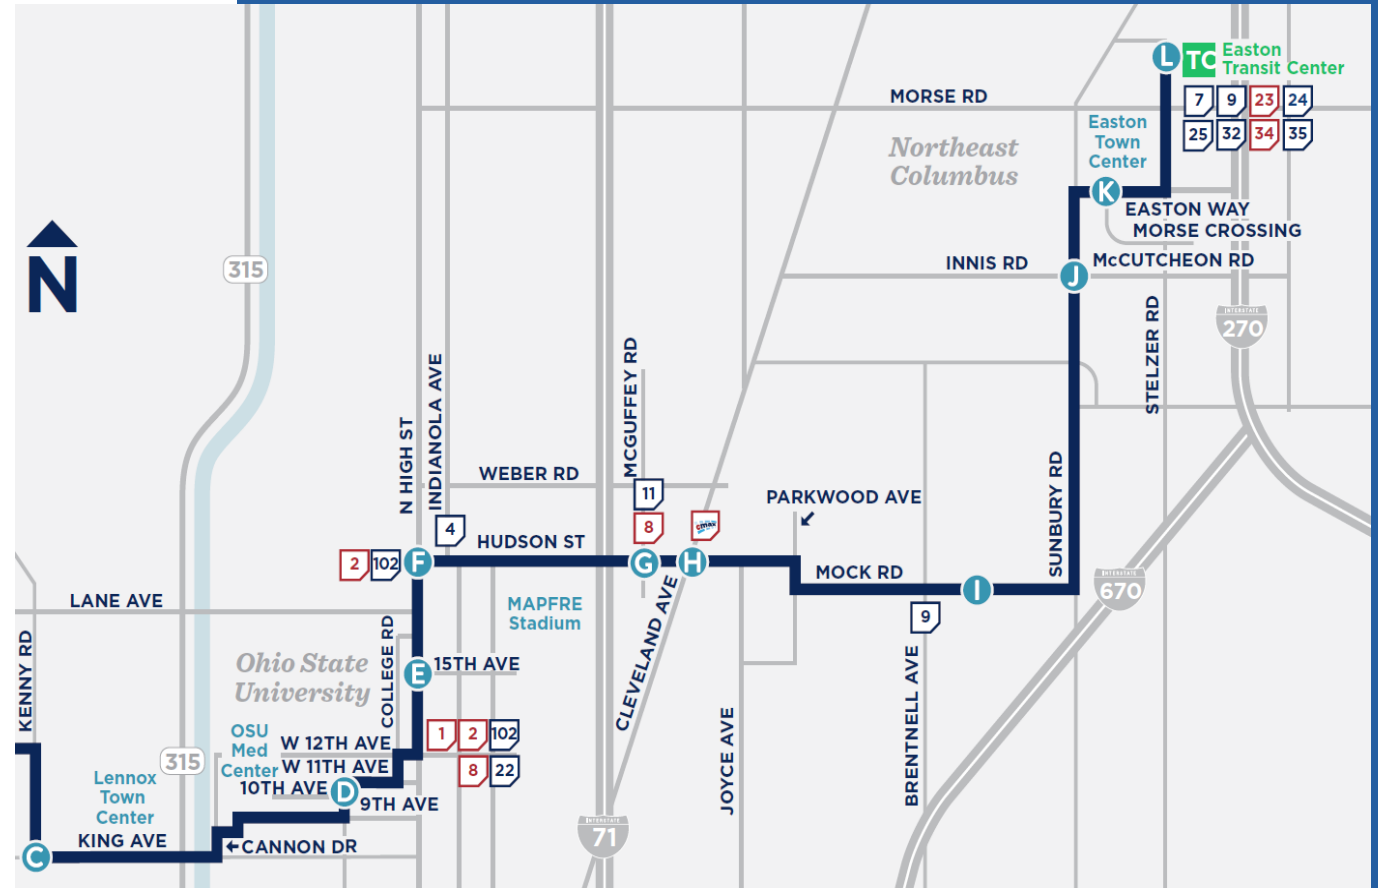 L
TC
Easton
Transit Center
MORSE RD
7
9
23
24
25
32
34
35
Easton
Town
Center
Northeast
Columbus
K
EASTON WAY
MORSE CROSSING
N
315
INNIS RD
J
McCUTCHEON RD
STELZER RD
INTERSTATE
270
N HIGH ST
INDIANOLA AVE
MCGUFFEY RD
WEBER RD
11
8
cmax
PARKWOOD AVE
SUNBURY RD
4
HUDSON ST
2
102
F
G
H
MOCK RD
I
INTERSTATE
670
LANE AVE
MAPFRE
Stadium
9
KENNY RD
COLLEGE RD
CLEVELAND AVE
Ohio State
University
E
15TH AVE
BRENTNELL AVE
JOYCE AVE
OSU
Med
Center
W 12TH AVE
W 11TH AVE
10TH AVE
D
9TH AVE
1
2
102
8
22
315
Lennox
Town
Center
KING AVE
C
CANNON DR
INTERSTATE
71